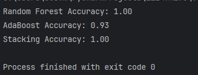 Random Forest Accuracy: 1.00
AdaBoost Accuracy: 0.93
Stacking Accuracy: 1.00
Process finished with exit code 0